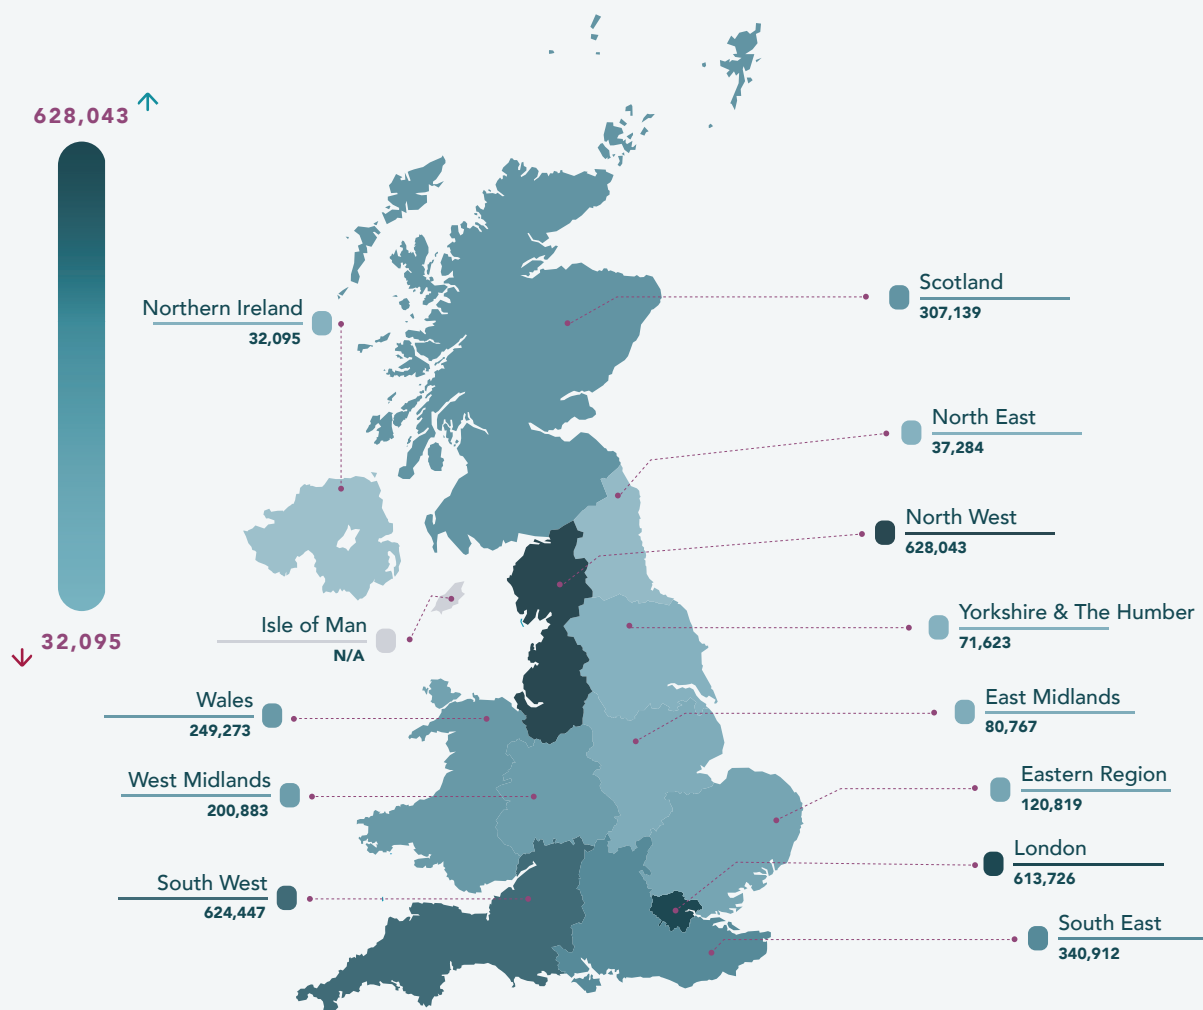 628,043
32,095
Northern Ireland
32,095
Isle of Man
N/A
Wales
249,273
West Midlands
200,883
South West
624,447
Scotland
307,139
North East
37,284
North West
628,043
Yorkshire & The Humber
71,623
East Midlands
80,767
Eastern Region
120,819
London
613,726
South East
340,912